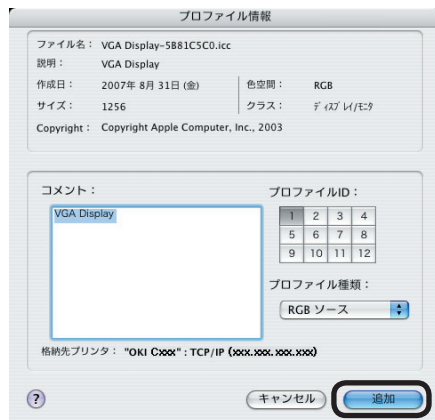 プロファイル情報
ファイル名： VGA Display-5B81C5C0.icc
説明： VGA Display
作成日： 2007年 8月 31日 (金) 色空間： RGB
サイズ： 1256 クラス： ﾃﾞｨｽﾌﾟﾚｲ/ﾓﾆﾀ
Copyright： Copyright Apple Computer, Inc., 2003
コメント：
VGA Display
プロファイルID：
1 2 3 4
5 6 7 8
9 10 11 12
プロファイル種類：
RGB ソース
格納先プリンタ： "OKI Cxxx" : TCP/IP (xxx.xxx.xxx.xxx)
? キャンセル 追加